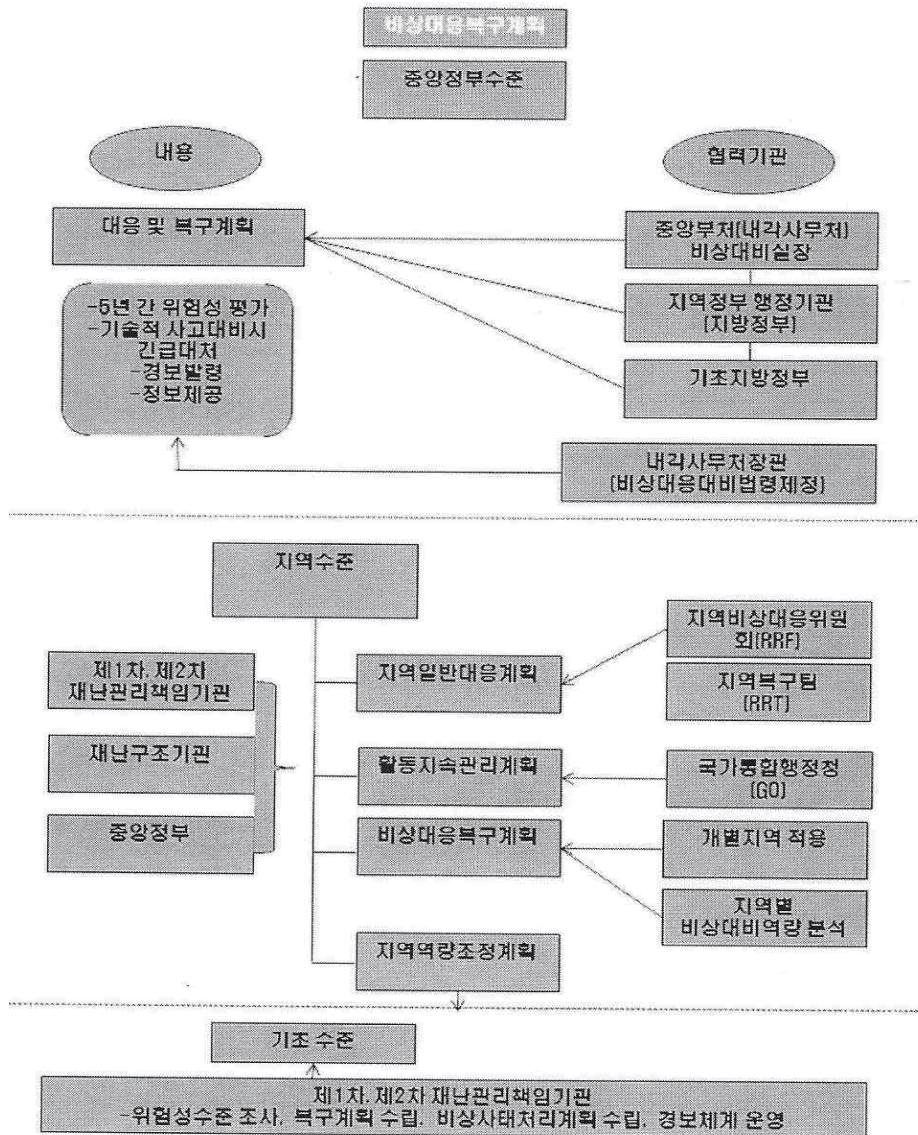 비상대응복구계획
중앙정부수준
내용
협력기관
대응 및 복구계획
중앙부처(내각사무처)
비상대비실장
-5년 간 위험성 평가
-기술적 사고대비시
긴급대처
-경보발령
-정보제공
지역정부 행정기관
(지방정부)
기초지방정부
내각사무처장관
(비상대응대비법령제정)
지역수준
제1차, 제2차
재난관리책임기관
재난구조기관
중앙정부
지역일반대응계획
활동지속관리계획
비상대응복구계획
지역역량조정계획
지역비상대응위원
회(RRF)
지역복구팀
(RRT)
국가통합행정청
(GO)
개별지역 적용
지역별
비상대비역량 분석
기초 수준
제1차, 제2차 재난관리책임기관
-위험성수준 조사, 복구계획 수립, 비상사태처리계획 수립, 경보체계 운영